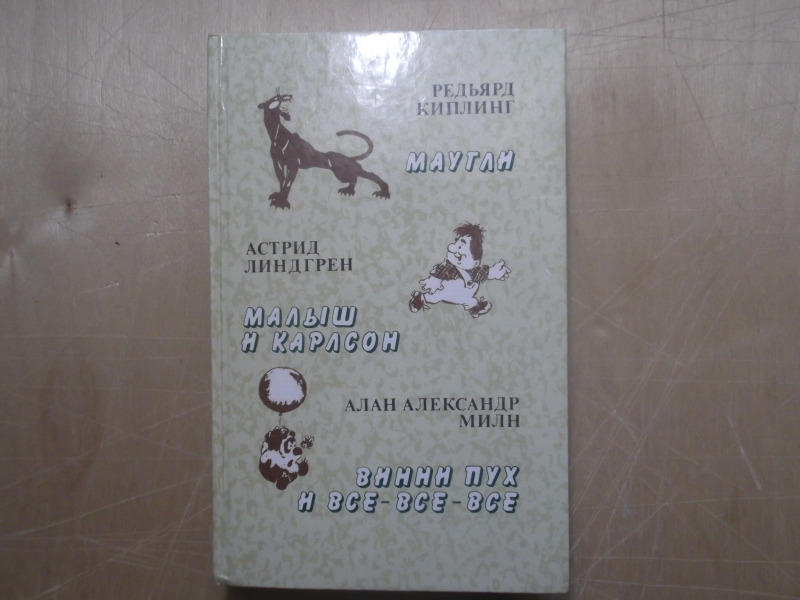 РЕДЬЯРД
КИПЛИНГ
МАУГЛИ
АСТРИД
ЛИНДГРЕН
МАЛЫШ
И КАРЛСОН
АЛАН АЛЕКСАНДР
МИЛН
ВИННИ ПУХ
И ВСЕ-ВСЕ-ВСЕ